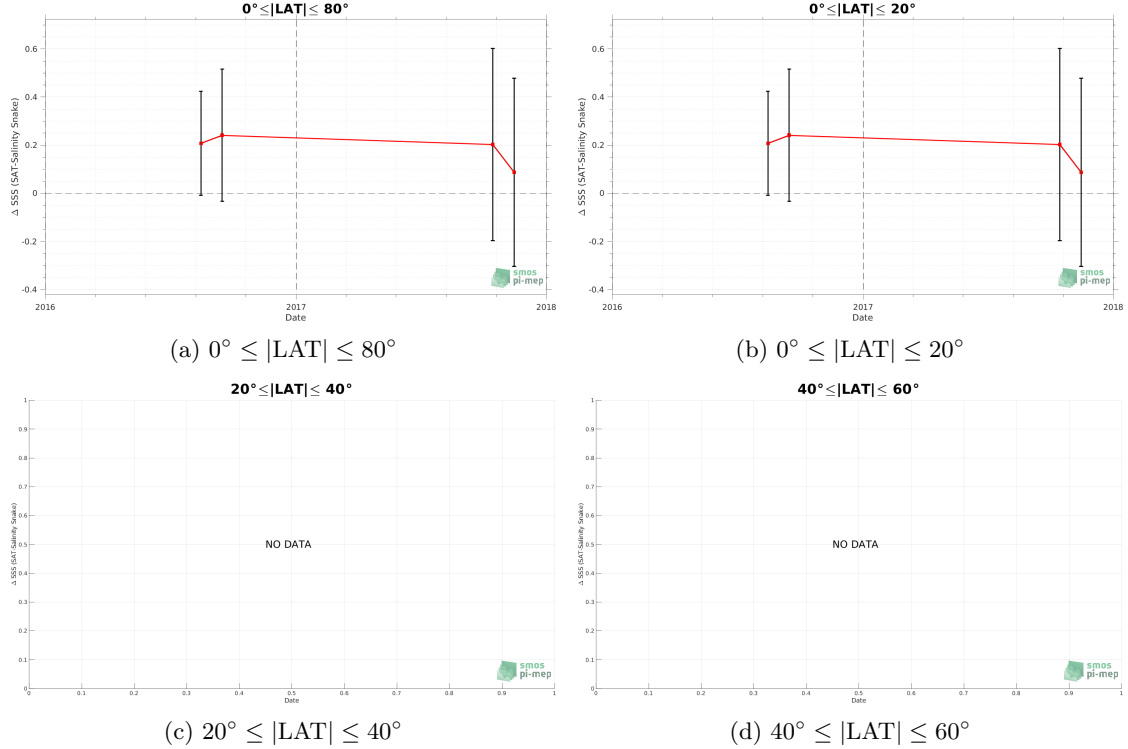 0°≤|LAT|≤ 80°
0.6
0.4
0.2
0
-0.2
-0.4
Δ SSS (SAT-Salinity Snake)
2016
2017
2018
Date
smos
pi-mep
(a) 0° ≤ |LAT| ≤ 80°
0°≤|LAT|≤ 20°
0.6
0.4
0.2
0
-0.2
-0.4
Δ SSS (SAT-Salinity Snake)
2016
2017
2018
Date
smos
pi-mep
(b) 0° ≤ |LAT| ≤ 20°
20°≤|LAT|≤ 40°
1
0.9
0.8
0.7
0.6
0.5
0.4
0.3
0.2
0.1
0
Δ SSS (SAT-Salinity Snake)
NO DATA
0 0.1 0.2 0.3 0.4 0.5 0.6 0.7 0.8 0.9 1
Date
smos
pi-mep
(c) 20° ≤ |LAT| ≤ 40°
40°≤|LAT|≤ 60°
1
0.9
0.8
0.7
0.6
0.5
0.4
0.3
0.2
0.1
0
Δ SSS (SAT-Salinity Snake)
NO DATA
0 0.1 0.2 0.3 0.4 0.5 0.6 0.7 0.8 0.9 1
Date
smos
pi-mep
(d) 40° ≤ |LAT| ≤ 60°